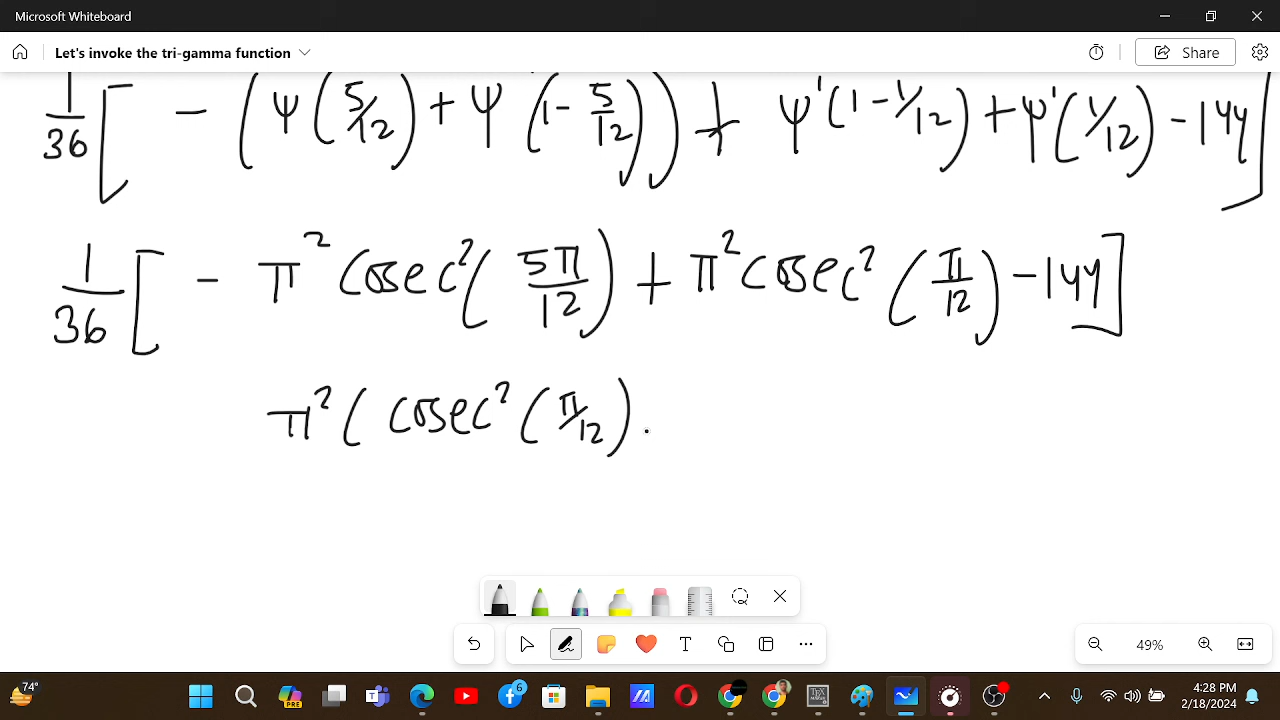 Microsoft Whiteboard
Let's invoke the tri-gamma function
Share
1/36 [ - (ψ(5/12) + ψ(1 - 5/12)) + ψ'(1 - 1/12) + ψ'(1/12) - 144]
1/36 [ - π² cosec²(5π/12) + π² cosec²(π/12) - 144]
π² ( cosec² (π/12)
49%
74°
PRE
6
4:28 PM
2/18/2024